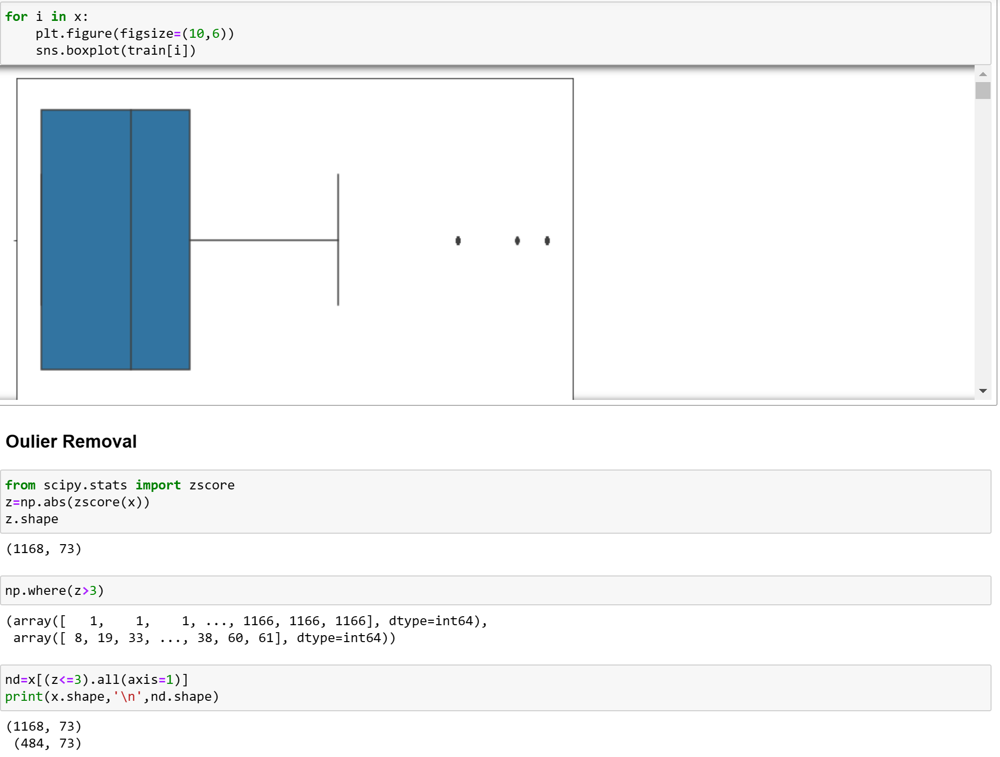 for i in x:
    plt.figure(figsize=(10,6))
    sns.boxplot(train[i])
Oulier Removal
from scipy.stats import zscore
z=np.abs(zscore(x))
z.shape
(1168, 73)
np.where(z>3)
(array([   1,    1,    1, ..., 1166, 1166, 1166], dtype=int64),
 array([ 8, 19, 33, ..., 38, 60, 61], dtype=int64))
nd=x[(z<=3).all(axis=1)]
print(x.shape,'\n',nd.shape)
(1168, 73)
 (484, 73)